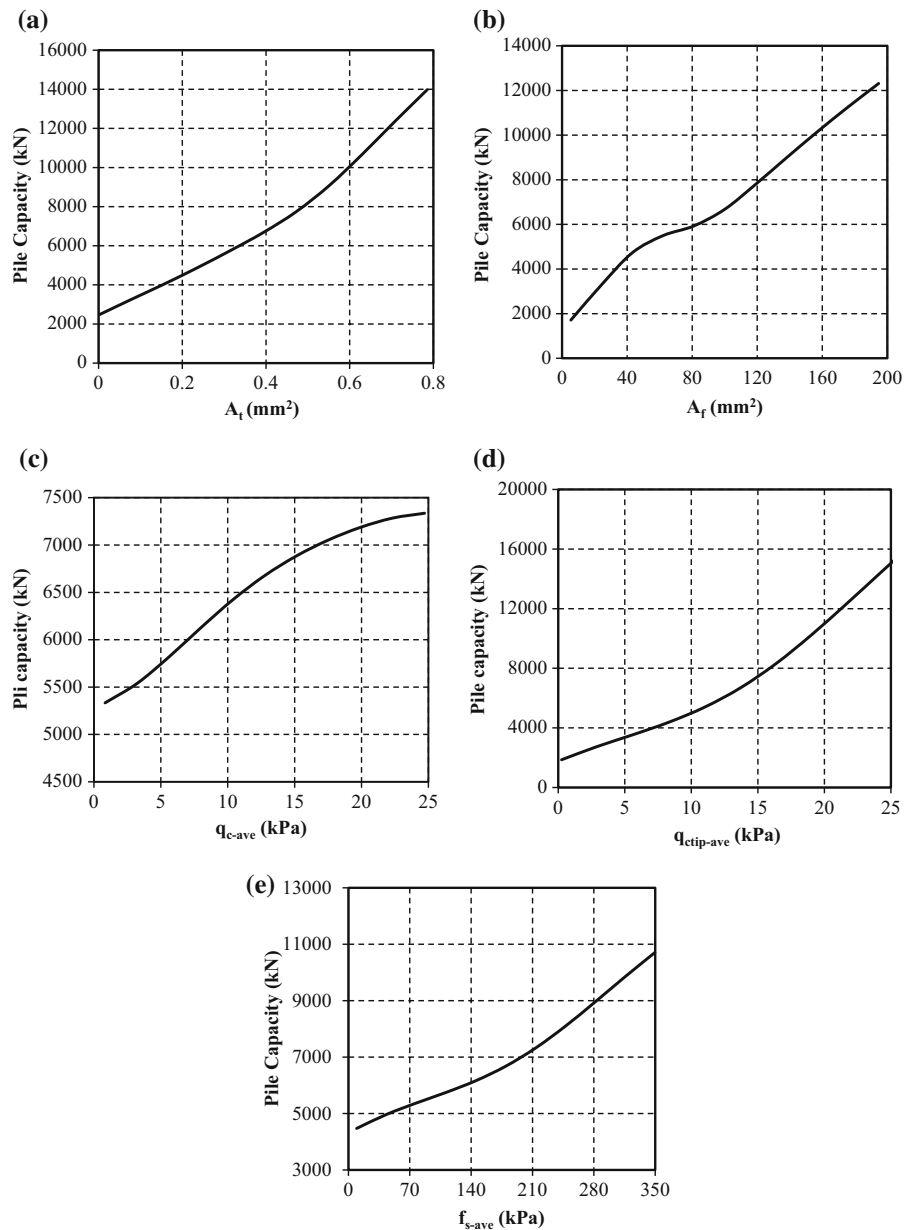 (a)
16000
14000
12000
10000
8000
6000
4000
2000
0
Pile Capacity (kN)
0 0.2 0.4 0.6 0.8
Aₜ (mm²)
(b)
14000
12000
10000
8000
6000
4000
2000
0
Pile Capacity (kN)
0 40 80 120 160 200
A_f (mm²)
(c)
7500
7000
6500
6000
5500
5000
4500
Pli capacity (kN)
0 5 10 15 20 25
q_c-ave (kPa)
(d)
20000
16000
12000
8000
4000
0
Pile capacity (kN)
0 5 10 15 20 25
q_ctip-ave (kPa)
(e)
13000
11000
9000
7000
5000
3000
Pile Capacity (kN)
0 70 140 210 280 350
f_s-ave (kPa)